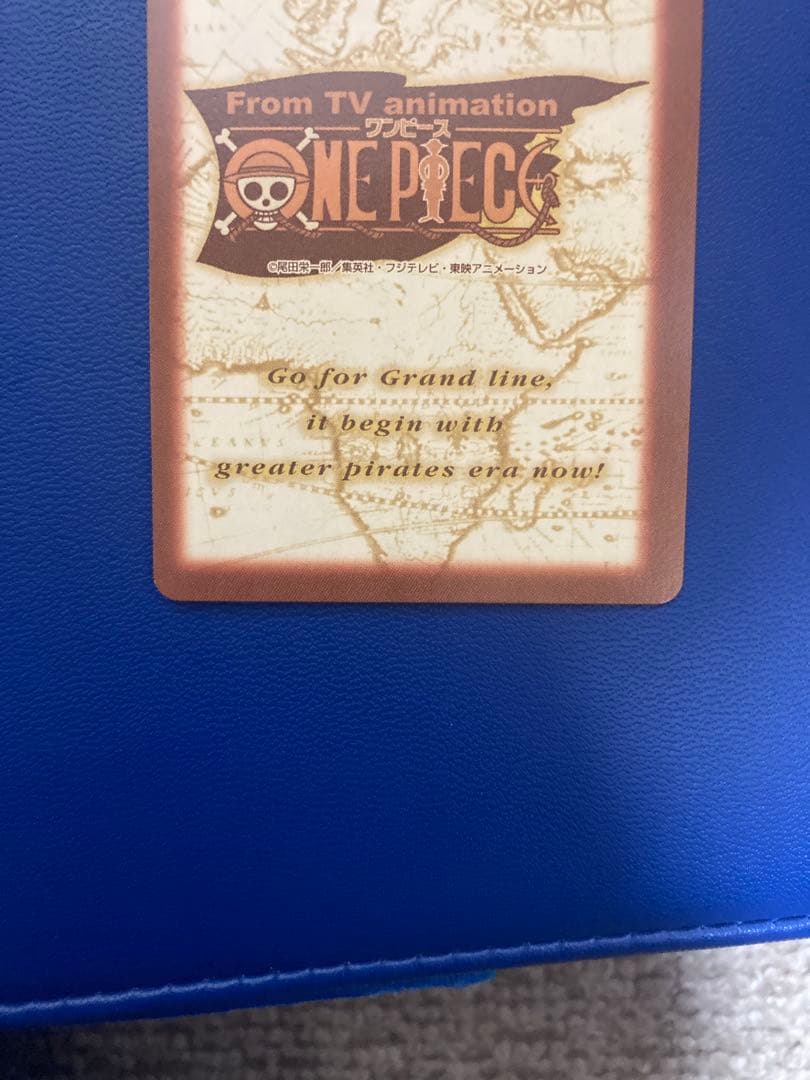 From TV animation
ワンピース
ONE PIECE
©尾田栄一郎／集英社・フジテレビ・東映アニメーション
Go for Grand line,
it begin with
greater pirates era now!